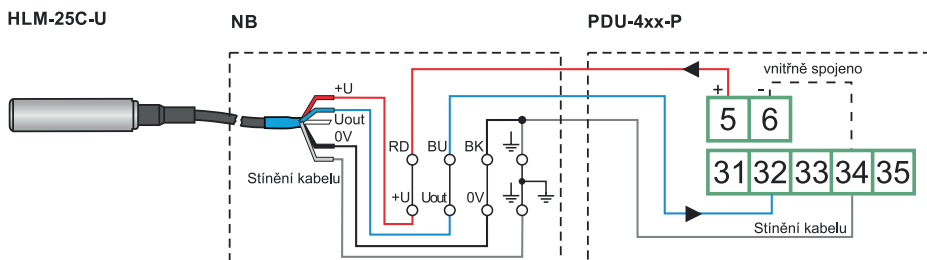 HLM-25C-U
NB
PDU-4xx-P
vnitřně spojeno
+U
Uout
0V
Stínění kabelu
RD
BU
BK
+U
Uout
0V
+
-
5
6
31
32
33
34
35
Stínění kabelu